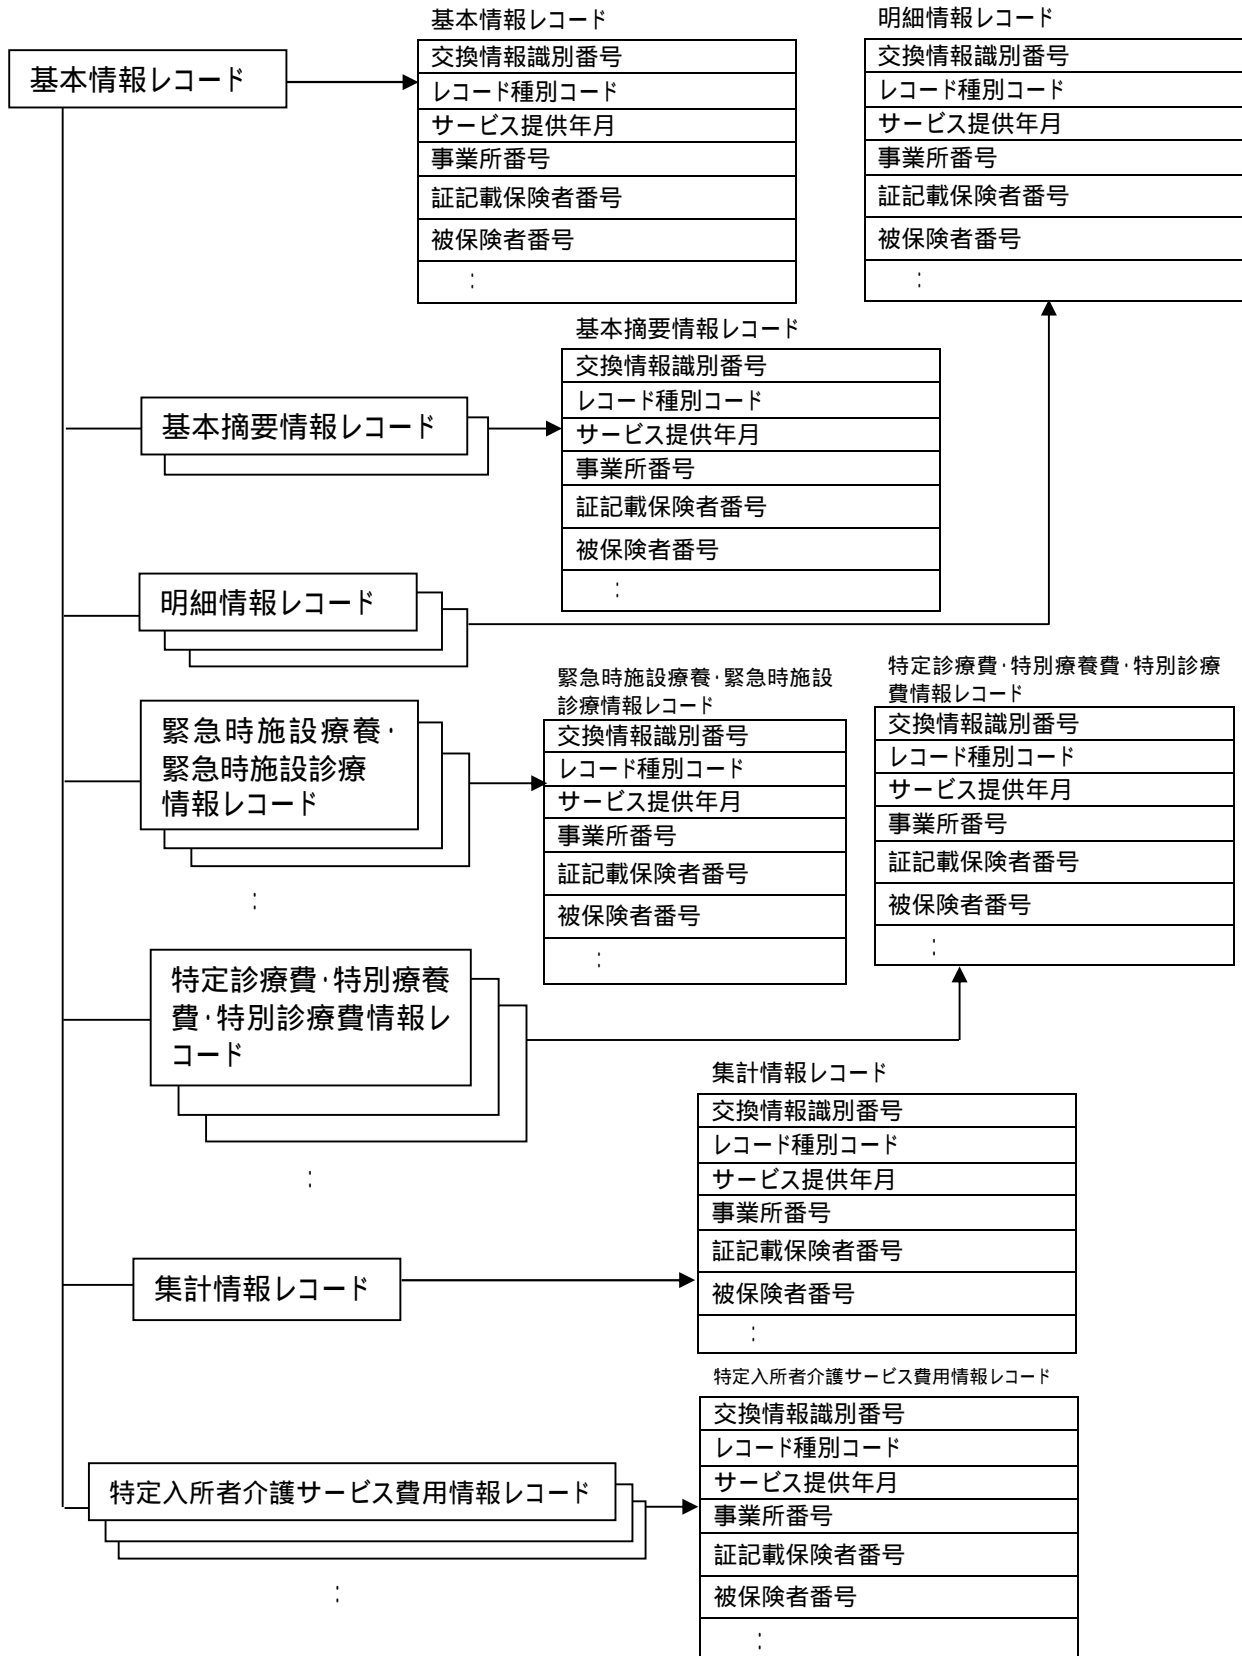 基本情報レコード
基本情報レコード
交換情報識別番号
レコード種別コード
サービス提供年月
事業所番号
証記載保険者番号
被保険者番号
:
明細情報レコード
交換情報識別番号
レコード種別コード
サービス提供年月
事業所番号
証記載保険者番号
被保険者番号
:
基本摘要情報レコード
基本摘要情報レコード
交換情報識別番号
レコード種別コード
サービス提供年月
事業所番号
証記載保険者番号
被保険者番号
:
明細情報レコード
緊急時施設療養・
緊急時施設診療
情報レコード
:
緊急時施設療養・緊急時施設
診療情報レコード
交換情報識別番号
レコード種別コード
サービス提供年月
事業所番号
証記載保険者番号
被保険者番号
:
特定診療費・特別療養費・特別診療
費情報レコード
交換情報識別番号
レコード種別コード
サービス提供年月
事業所番号
証記載保険者番号
被保険者番号
:
特定診療費・特別療養
費・特別診療費情報レ
コード
:
集計情報レコード
集計情報レコード
交換情報識別番号
レコード種別コード
サービス提供年月
事業所番号
証記載保険者番号
被保険者番号
:
特定入所者介護サービス費用情報レコード
:
特定入所者介護サービス費用情報レコード
交換情報識別番号
レコード種別コード
サービス提供年月
事業所番号
証記載保険者番号
被保険者番号
: